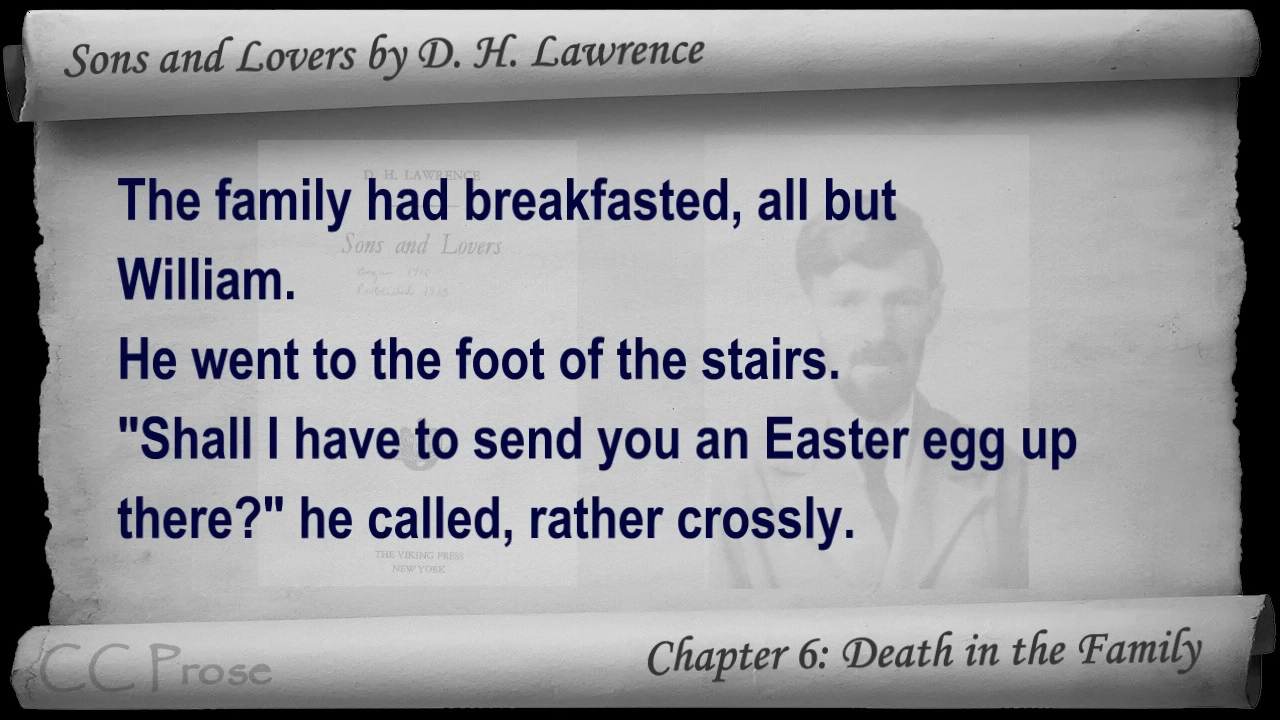 Sons and Lovers by D. H. Lawrence
D. H. LAWRENCE
Sons and Lovers
The family had breakfasted, all but
William.
He went to the foot of the stairs.
"Shall I have to send you an Easter egg up
there?" he called, rather crossly.
THE VIKING PRESS
NEW YORK
CC Prose
Chapter 6: Death in the Family